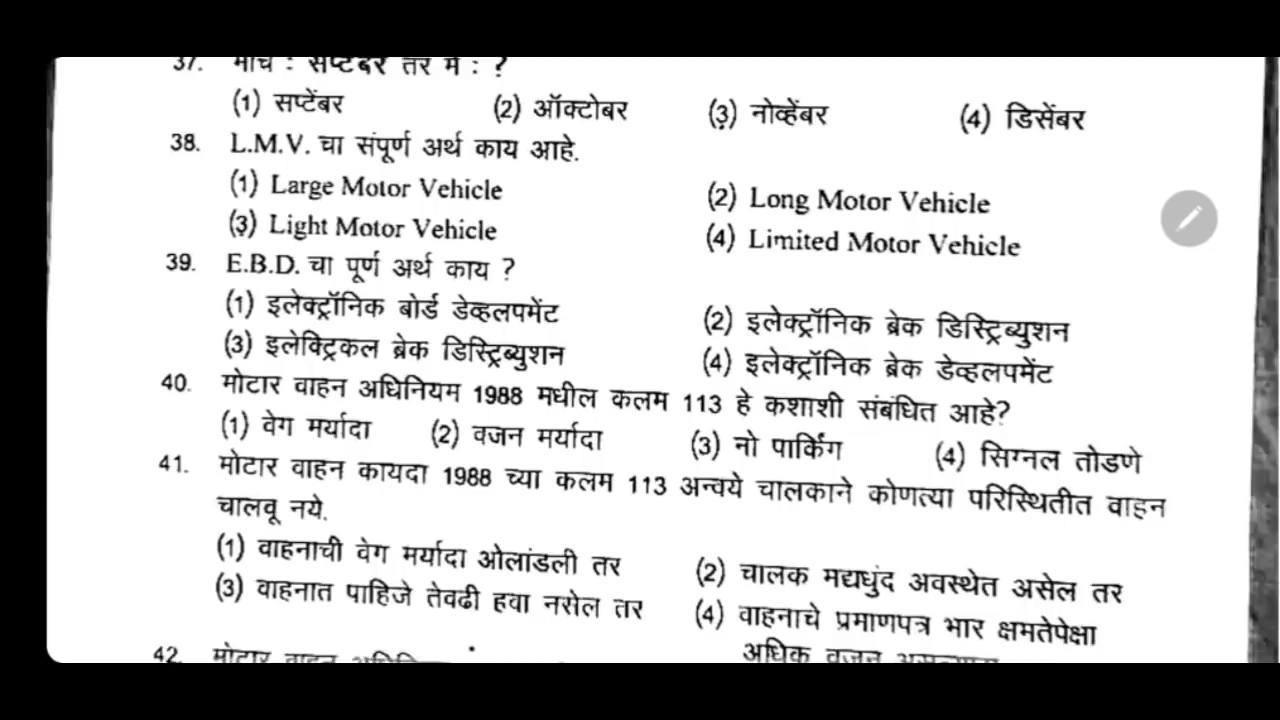 37. मार्च : सप्टेंबर तर मे : ?
(1) सप्टेंबर (2) ऑक्टोबर (3) नोव्हेंबर (4) डिसेंबर
38. L.M.V. चा संपूर्ण अर्थ काय आहे.
(1) Large Motor Vehicle (2) Long Motor Vehicle
(3) Light Motor Vehicle (4) Limited Motor Vehicle
39. E.B.D. चा पूर्ण अर्थ काय ?
(1) इलेक्ट्रॉनिक बोर्ड डेव्हलपमेंट (2) इलेक्ट्रॉनिक ब्रेक डिस्ट्रिब्युशन
(3) इलेक्ट्रिकल ब्रेक डिस्ट्रिब्युशन (4) इलेक्ट्रॉनिक ब्रेक डेव्हलपमेंट
40. मोटार वाहन अधिनियम 1988 मधील कलम 113 हे कशाशी संबंधित आहे?
(1) वेग मर्यादा (2) वजन मर्यादा (3) नो पार्किंग (4) सिग्नल तोडणे
41. मोटार वाहन कायदा 1988 च्या कलम 113 अन्वये चालकाने कोणत्या परिस्थितीत वाहन
चालवू नये.
(1) वाहनाची वेग मर्यादा ओलांडली तर (2) चालक मद्यधुंद अवस्थेत असेल तर
(3) वाहनात पाहिजे तेवढी हवा नसेल तर (4) वाहनाचे प्रमाणपत्र भार क्षमतेपेक्षा
अधिक वजन
42. मोटार वाहन